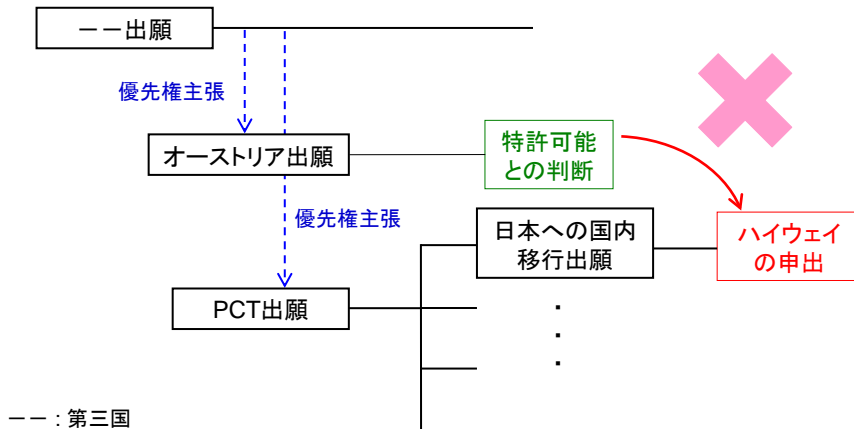 ーー出願
優先権主張
オーストリア出願
特許可能
との判断
優先権主張
日本への国内
移行出願
ハイウェイ
の申出
PCT出願
・
・
・
ーー : 第三国